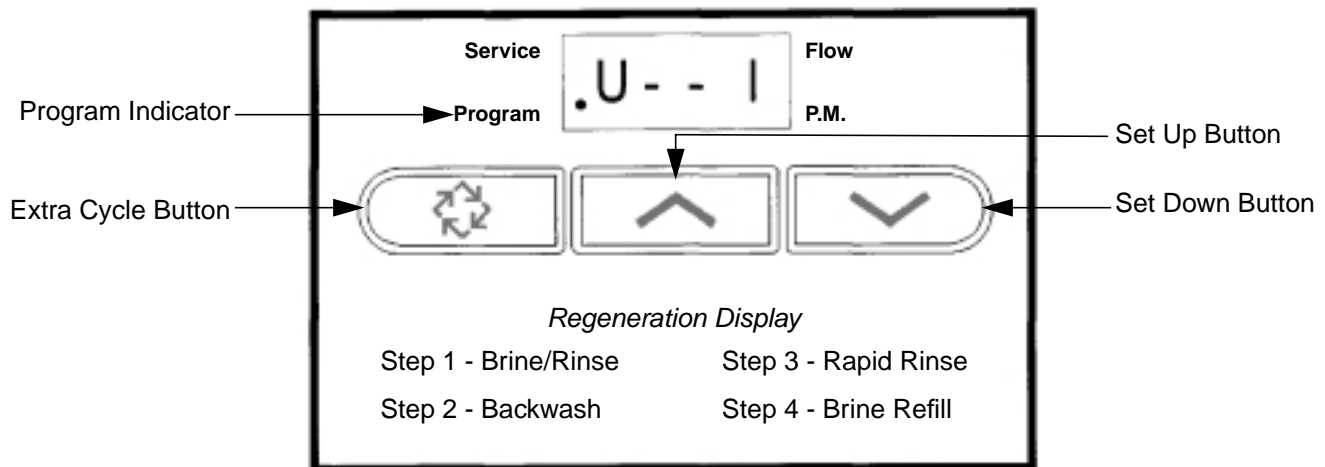 Service
Flow
.U- - 1
Program Indicator
Program
P.M.
Set Up Button
Extra Cycle Button
Set Down Button
Regeneration Display
Step 1 - Brine/Rinse
Step 3 - Rapid Rinse
Step 2 - Backwash
Step 4 - Brine Refill